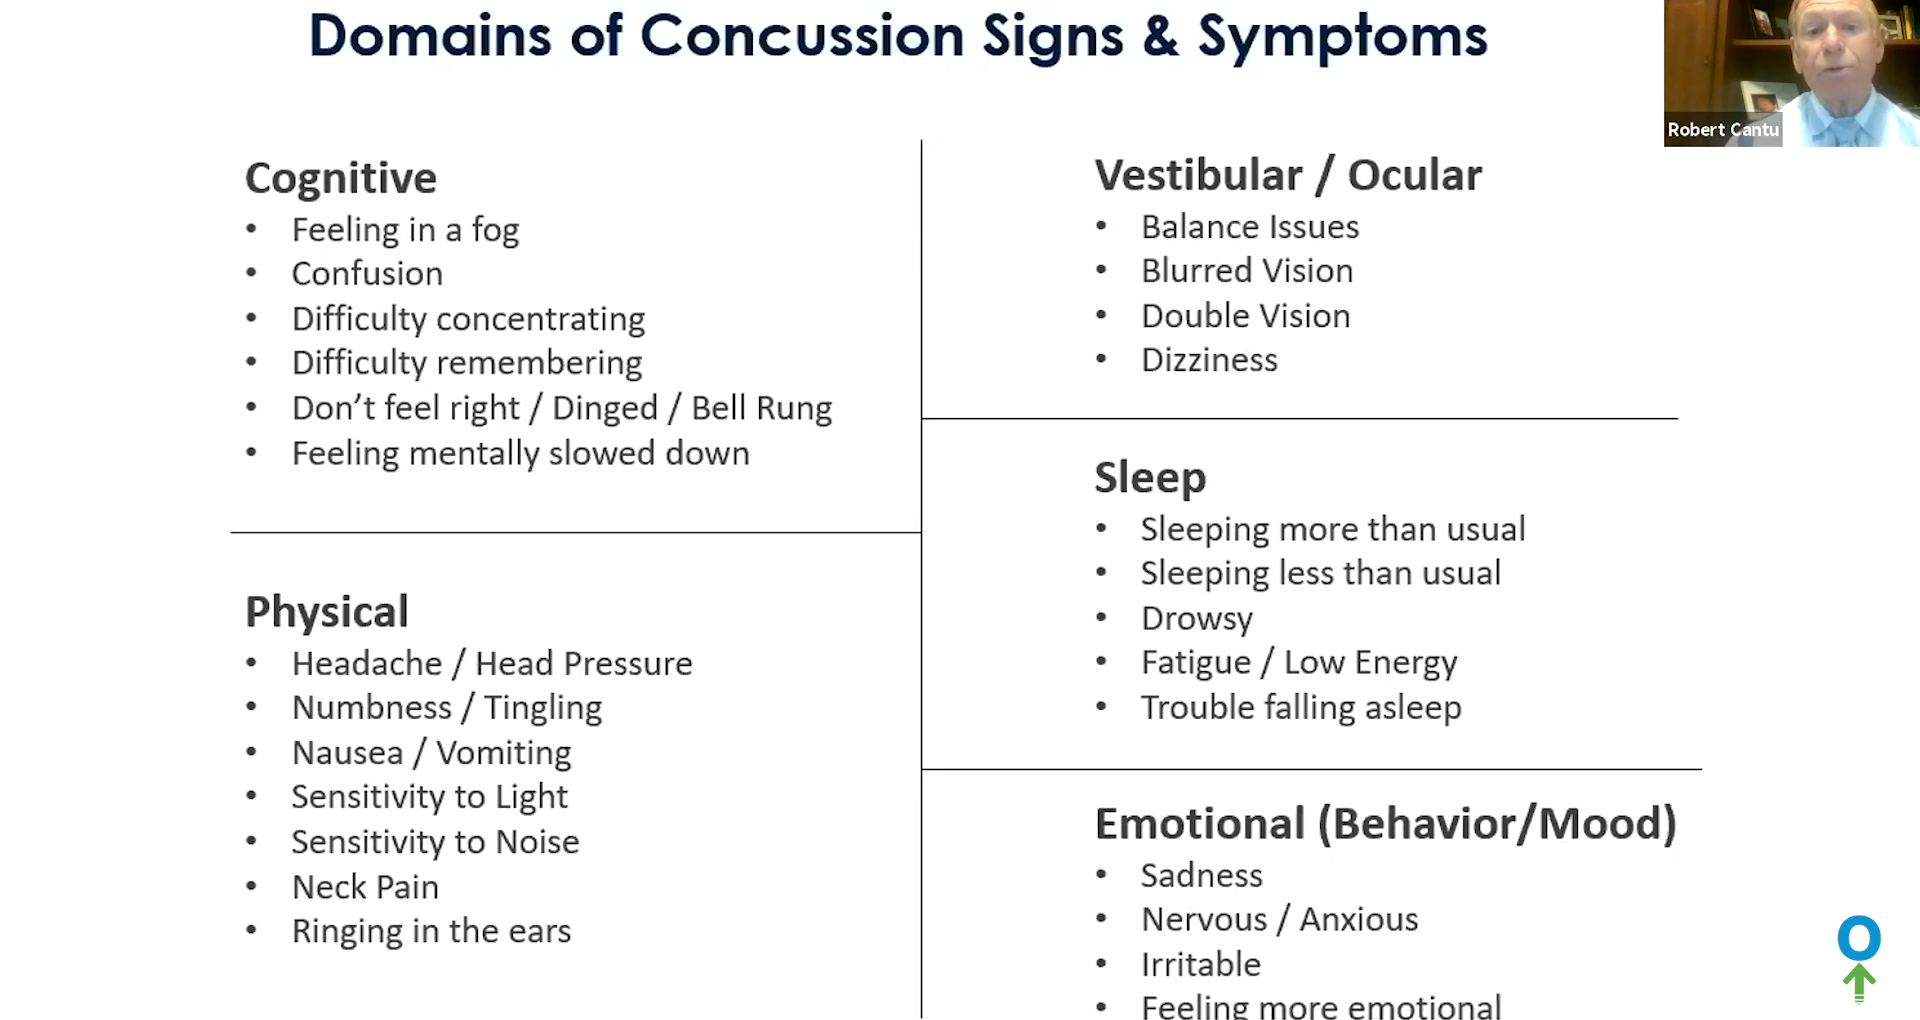 Domains of Concussion Signs & Symptoms
Robert Cantu
Cognitive
• Feeling in a fog
• Confusion
• Difficulty concentrating
• Difficulty remembering
• Don’t feel right / Dinged / Bell Rung
• Feeling mentally slowed down
Physical
• Headache / Head Pressure
• Numbness / Tingling
• Nausea / Vomiting
• Sensitivity to Light
• Sensitivity to Noise
• Neck Pain
• Ringing in the ears
Vestibular / Ocular
• Balance Issues
• Blurred Vision
• Double Vision
• Dizziness
Sleep
• Sleeping more than usual
• Sleeping less than usual
• Drowsy
• Fatigue / Low Energy
• Trouble falling asleep
Emotional (Behavior/Mood)
• Sadness
• Nervous / Anxious
• Irritable
• Feeling more emotional